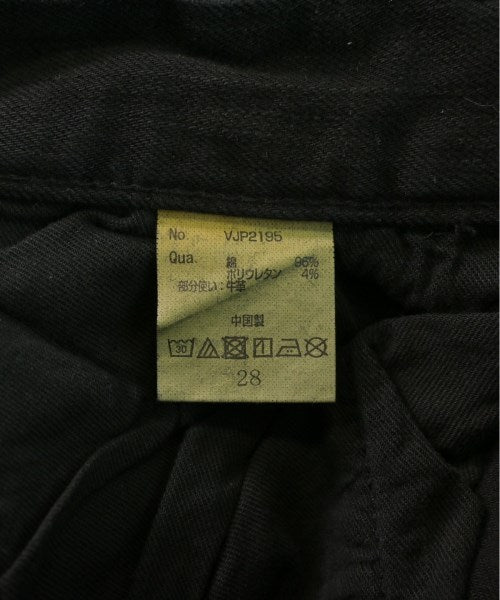 No. VJP2195
Qua. 綿 96%
ポリウレタン 4%
部分使い:牛革
中国製
30
28